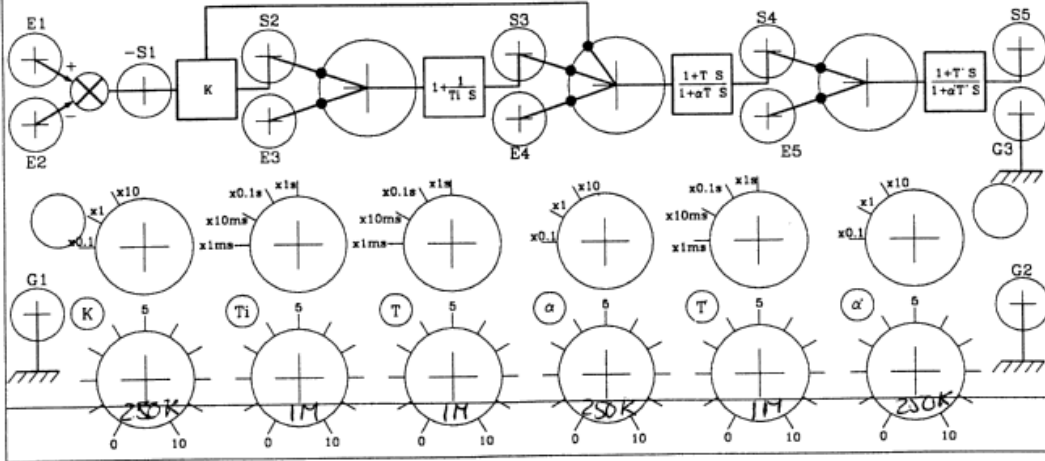 E1 -S1 S2 S3 S4 S5
+ K 1+ 1/Ti S 1+T S/1+αT S 1+T' S/1+α'T' S
−
E2 E3 E4 E5 G3
x0.1 x1 x10 x1ms x10ms x0.1s x1s x1ms x10ms x0.1s x1s x0.1 x1 x10 x1ms x10ms x0.1s x1s x0.1 x1 x10
G1 G2
K 5 Ti 5 T 5 α 5 T' 5 α' 5
250K 1M 1M 250K 1M 250K
0 10 0 10 0 10 0 10 0 10 0 10